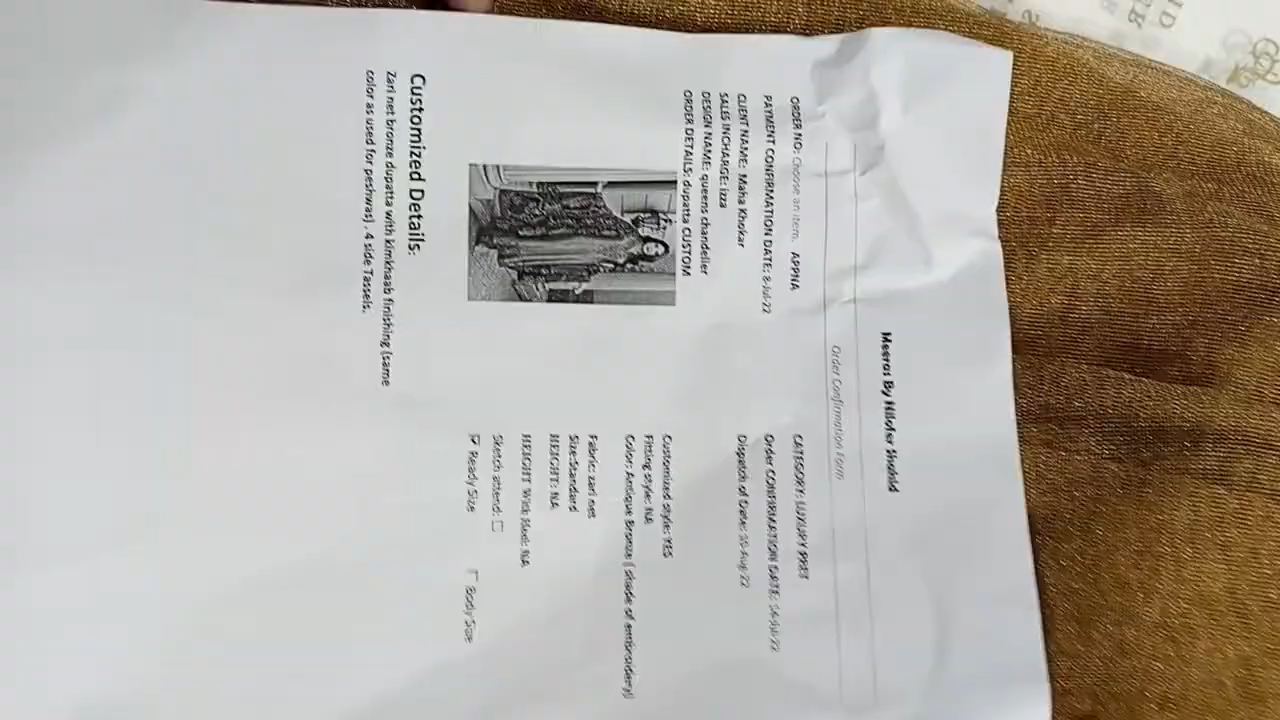 Meeras By Nilofer Shahid
Order Confirmation Form
ORDER NO: Choose an item. APPNA
CATEGORY: LUXURY PRET
PAYMENT CONFIRMATION DATE: 8-Jul-22
Order CONFIRMATION DATE: 14-Jul-22
CLIENT NAME: Maha Khokar
Dispatch of Date: 10-Aug-22
SALES INCHARGE: izza
DESIGN NAME: queens chandelier
ORDER DETAILS: dupatta CUSTOM
Customized style: YES
Fitting style: NA
Color: Antique Bronze ( shade of embroidery)
Fabric: zari net
Size: Standard
HEIGHT: NA
HEIGHT With Heel: NA
Sketch attend: ☐
Ready Size
Body Size
Customized Details:
Zari net bronze dupatta with kimkhaab finishing (same
color as used for peshwas) . 4 side Tassels.